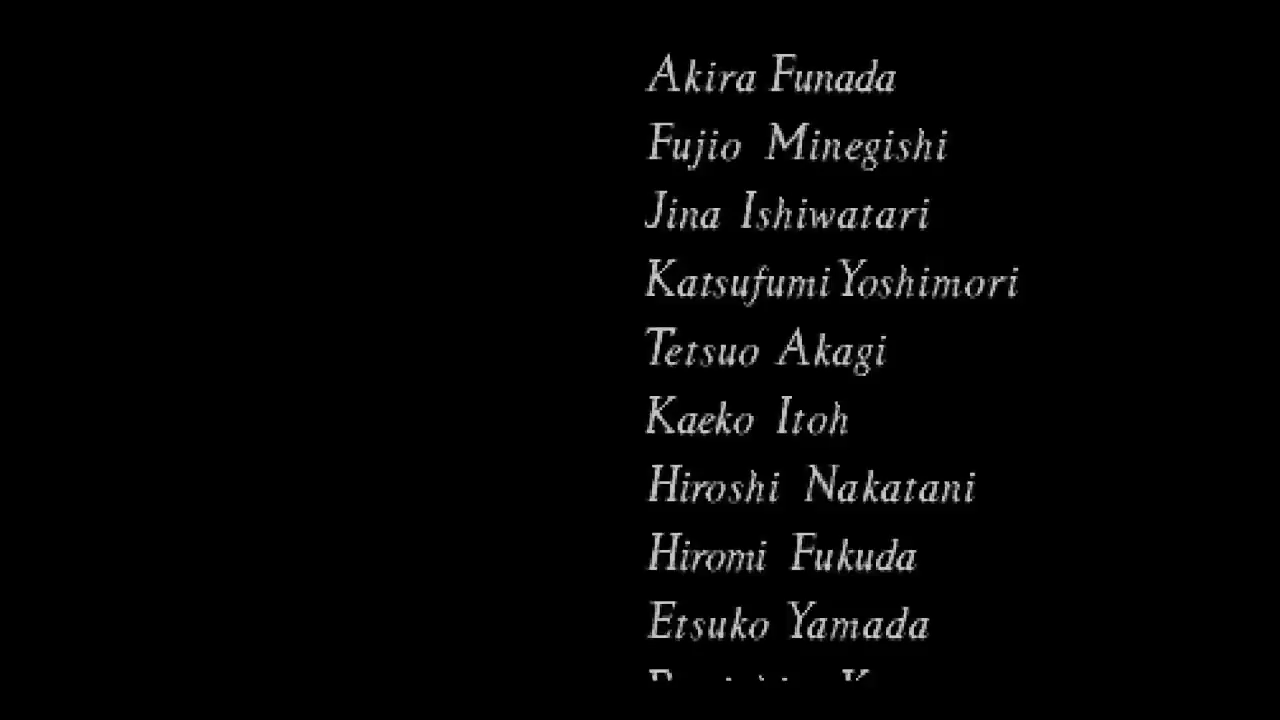 Akira Funada
Fujio Minegishi
Jina Ishiwatari
Katsufumi Yoshimori
Tetsuo Akagi
Kaeko Itoh
Hiroshi Nakatani
Hiromi Fukuda
Etsuko Yamada